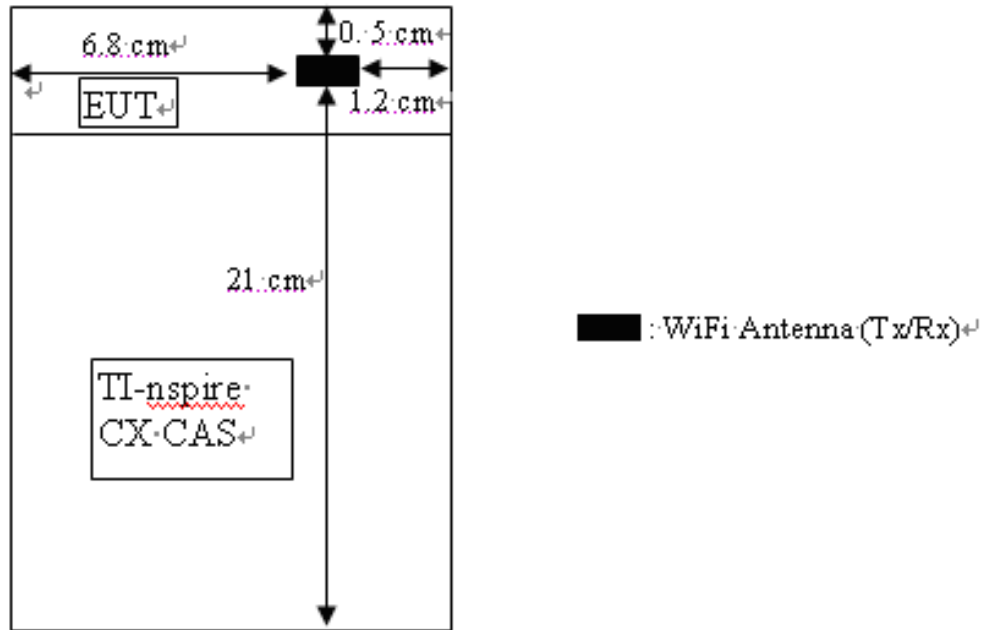 6.8 cm
0. 5 cm
1.2 cm
EUT
21 cm
: WiFi Antenna (Tx/Rx)
TI-nspire
CX CAS